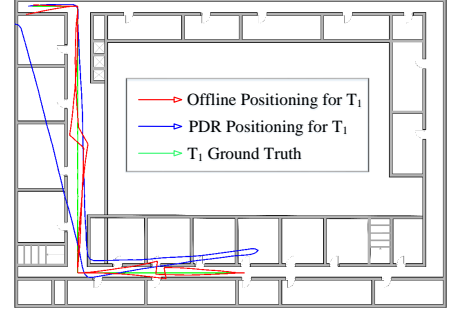 Offline Positioning for T₁
PDR Positioning for T₁
T₁ Ground Truth